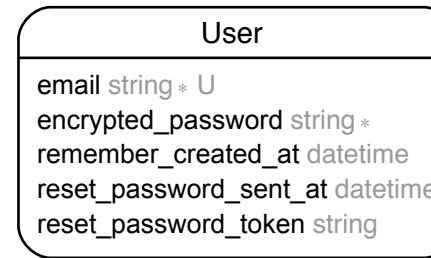 User
email string ∗ U
encrypted_password string ∗
remember_created_at datetime
reset_password_sent_at datetime
reset_password_token string